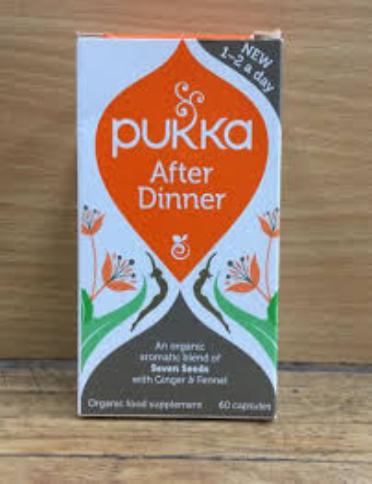 NEW
1-2 a day
pukka
After
Dinner
An organic
aromatic blend of
Seven Seeds
with Ginger & Fennel
Organic food supplement 60 capsules